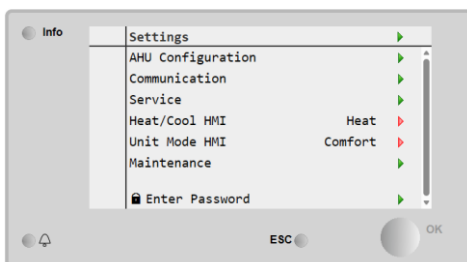 Info
Settings
AHU Configuration
Communication
Service
Heat/Cool HMI Heat
Unit Mode HMI Comfort
Maintenance
Enter Password
ESC
OK